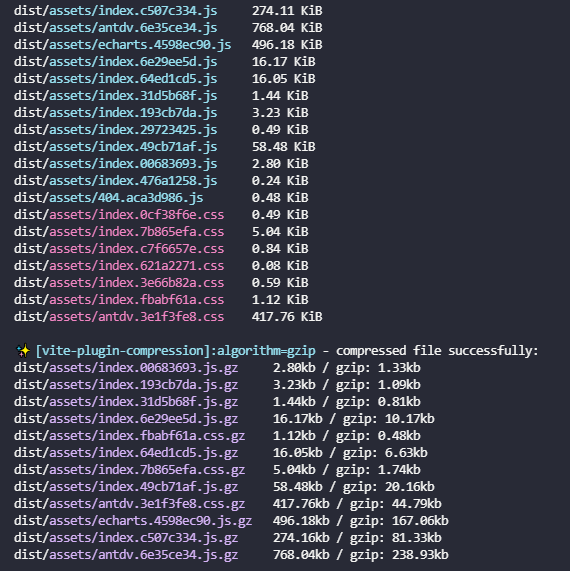 dist/assets/index.c507c334.js 274.11 KiB
dist/assets/antdv.6e35ce34.js 768.04 KiB
dist/assets/echarts.4598ec90.js 496.18 KiB
dist/assets/index.6e29ee5d.js 16.17 KiB
dist/assets/index.64ed1cd5.js 16.05 KiB
dist/assets/index.31d5b68f.js 1.44 KiB
dist/assets/index.193cb7da.js 3.23 KiB
dist/assets/index.29723425.js 0.49 KiB
dist/assets/index.49cb71af.js 58.48 KiB
dist/assets/index.00683693.js 2.80 KiB
dist/assets/index.476a1258.js 0.24 KiB
dist/assets/404.aca3d986.js 0.48 KiB
dist/assets/index.0cf38f6e.css 0.49 KiB
dist/assets/index.7b865efa.css 5.04 KiB
dist/assets/index.c7f6657e.css 0.84 KiB
dist/assets/index.621a2271.css 0.08 KiB
dist/assets/index.3e66b82a.css 0.59 KiB
dist/assets/index.fbabf61a.css 1.12 KiB
dist/assets/antdv.3e1f3fe8.css 417.76 KiB
✨ [vite-plugin-compression]:algorithm=gzip - compressed file successfully:
dist/assets/index.00683693.js.gz 2.80kb / gzip: 1.33kb
dist/assets/index.193cb7da.js.gz 3.23kb / gzip: 1.09kb
dist/assets/index.31d5b68f.js.gz 1.44kb / gzip: 0.81kb
dist/assets/index.6e29ee5d.js.gz 16.17kb / gzip: 10.17kb
dist/assets/index.fbabf61a.css.gz 1.12kb / gzip: 0.48kb
dist/assets/index.64ed1cd5.js.gz 16.05kb / gzip: 6.63kb
dist/assets/index.7b865efa.css.gz 5.04kb / gzip: 1.74kb
dist/assets/index.49cb71af.js.gz 58.48kb / gzip: 20.16kb
dist/assets/antdv.3e1f3fe8.css.gz 417.76kb / gzip: 44.79kb
dist/assets/echarts.4598ec90.js.gz 496.18kb / gzip: 167.06kb
dist/assets/index.c507c334.js.gz 274.16kb / gzip: 81.33kb
dist/assets/antdv.6e35ce34.js.gz 768.04kb / gzip: 238.93kb